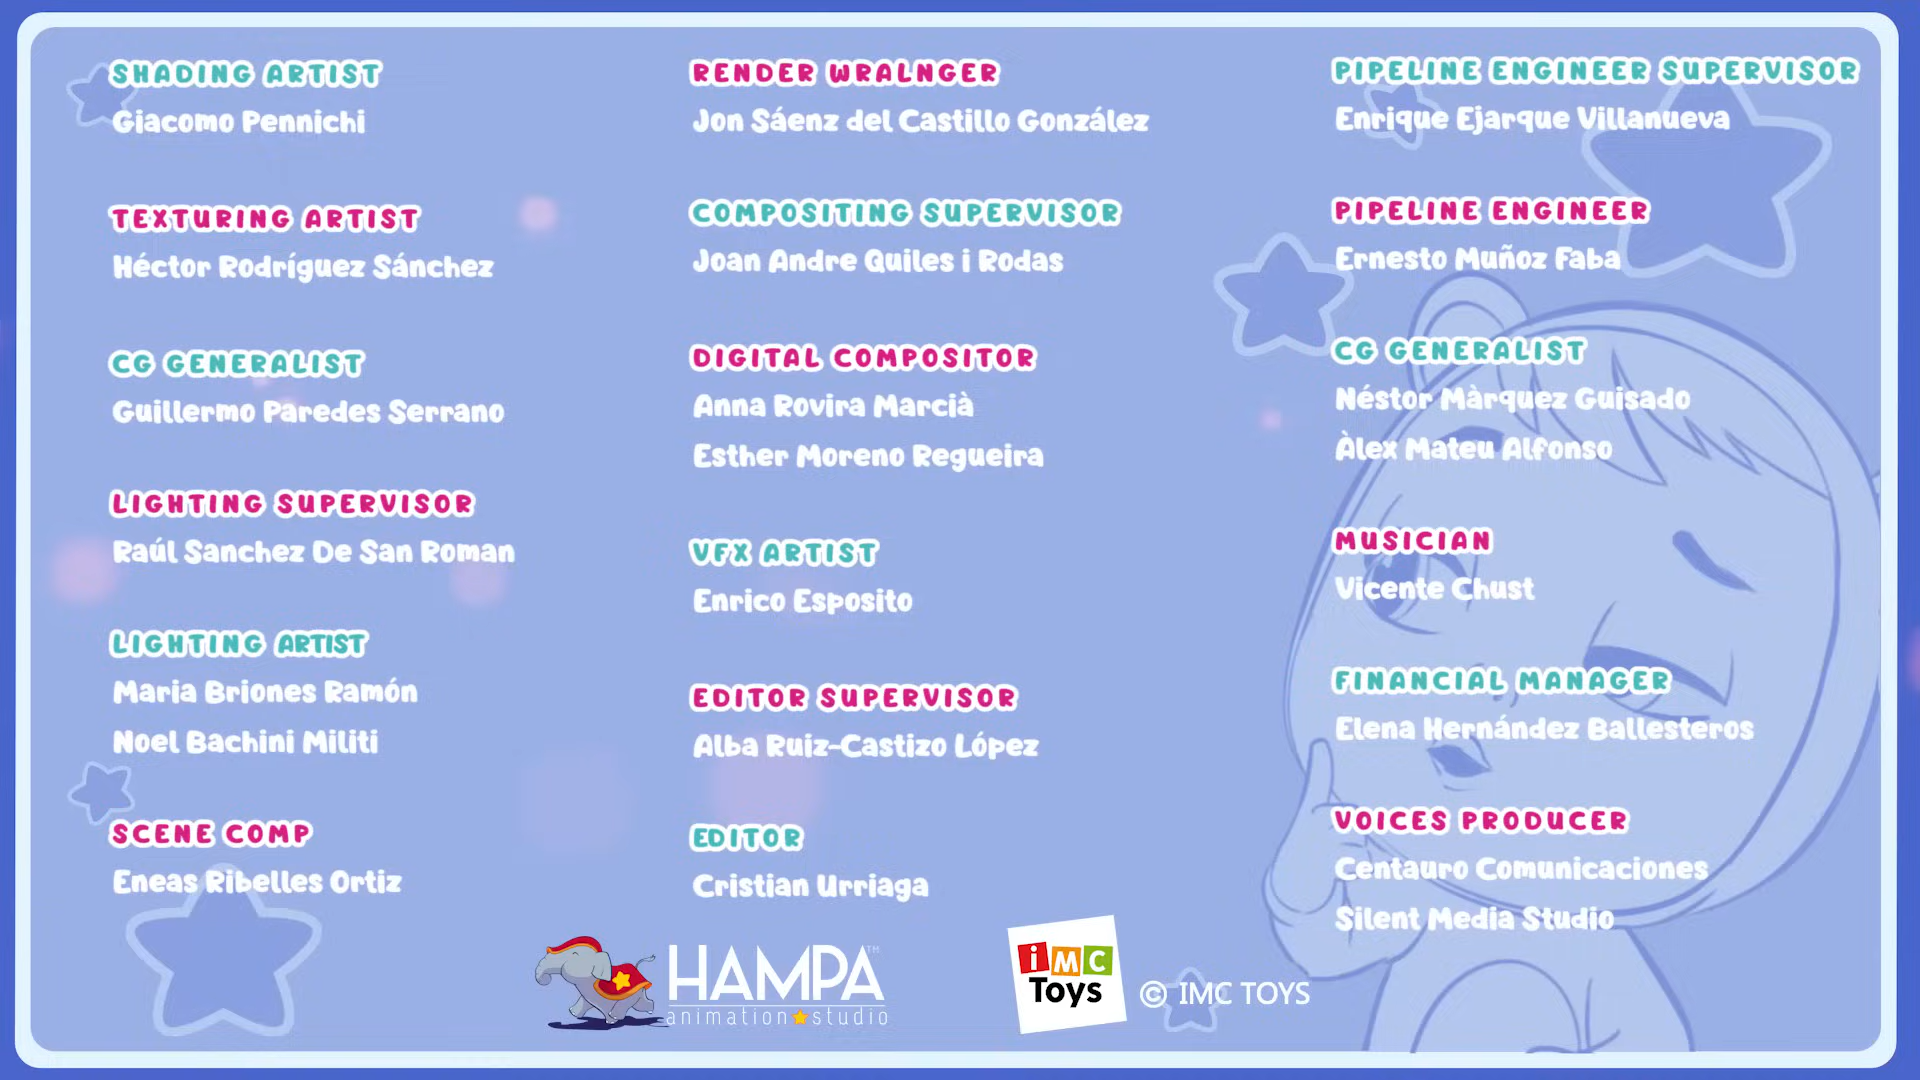 SHADING ARTIST
Giacomo Pennichi
TEXTURING ARTIST
Héctor Rodríguez Sánchez
CG GENERALIST
Guillermo Paredes Serrano
LIGHTING SUPERVISOR
Raúl Sanchez De San Roman
LIGHTING ARTIST
Maria Briones Ramón
Noel Bachini Militi
SCENE COMP
Eneas Ribelles Ortiz
RENDER WRALNGER
Jon Sáenz del Castillo González
COMPOSITING SUPERVISOR
Joan Andre Quiles i Rodas
DIGITAL COMPOSITOR
Anna Rovira Marcià
Esther Moreno Regueira
VFX ARTIST
Enrico Esposito
EDITOR SUPERVISOR
Alba Ruiz-Castizo López
EDITOR
Cristian Urriaga
PIPELINE ENGINEER SUPERVISOR
Enrique Ejarque Villanueva
PIPELINE ENGINEER
Ernesto Muñoz Faba
CG GENERALIST
Néstor Màrquez Guisado
Àlex Mateu Alfonso
MUSICIAN
Vicente Chust
FINANCIAL MANAGER
Elena Hernández Ballesteros
VOICES PRODUCER
Centauro Comunicaciones
Silent Media Studio
HAMPA™
animation studio
iMC
Toys
© IMC TOYS